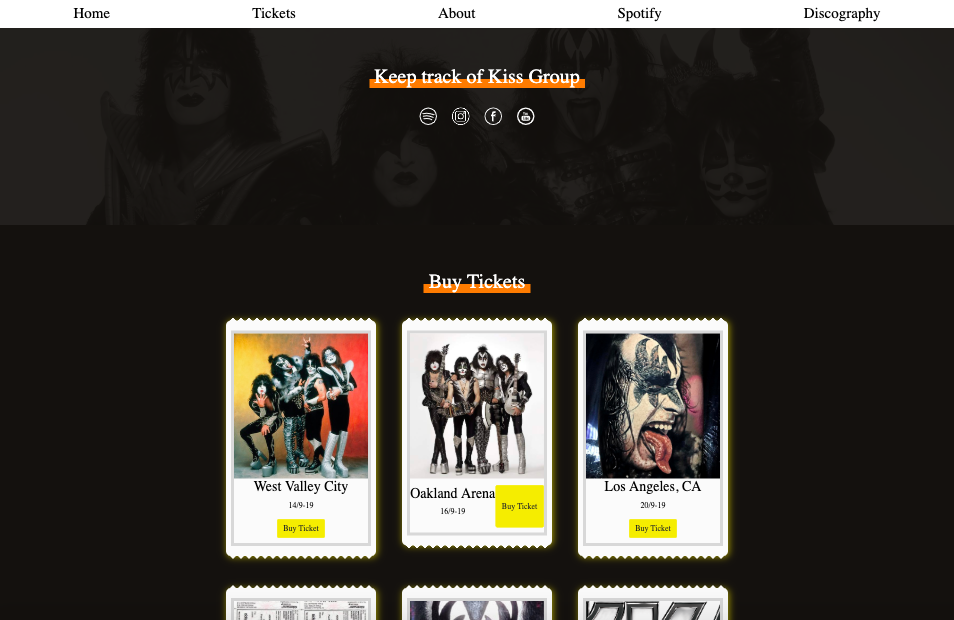 Home Tickets About Spotify Discography
Keep track of Kiss Group
Buy Tickets
West Valley City
14/9-19
Buy Ticket
Oakland Arena
16/9-19
Buy Ticket
Los Angeles, CA
20/9-19
Buy Ticket